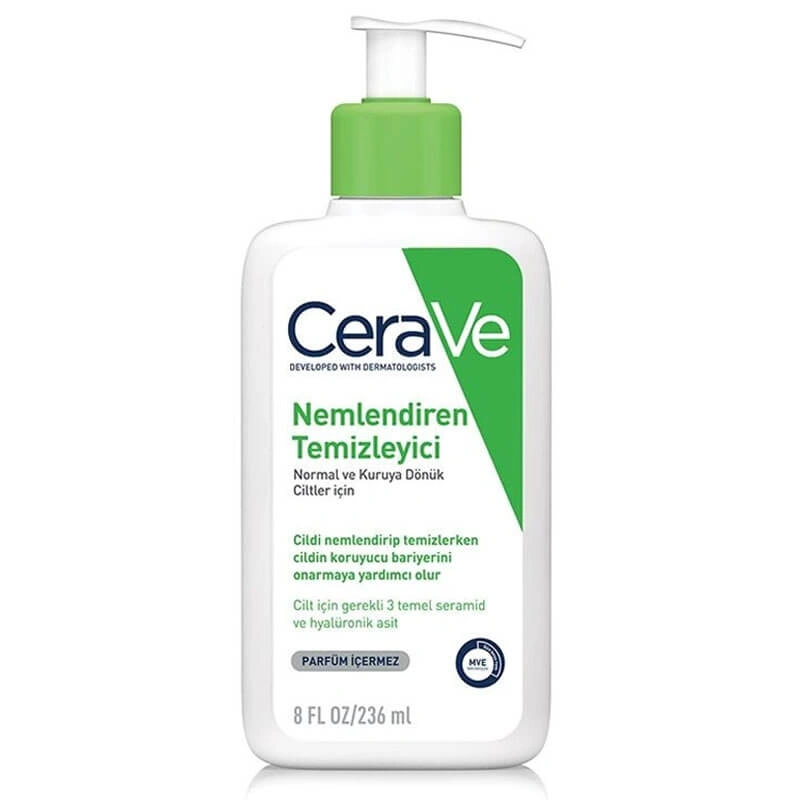 CeraVe
DEVELOPED WITH DERMATOLOGISTS
Nemlendiren
Temizleyici
Normal ve Kuruya Dönük
Ciltler için
Cildi nemlendirip temizlerken
cildin koruyucu bariyerini
onarmaya yardımcı olur
Cilt için gerekli 3 temel seramid
ve hyalüronik asit
PARFÜM İÇERMEZ
MVE
8 FL OZ/236 ml